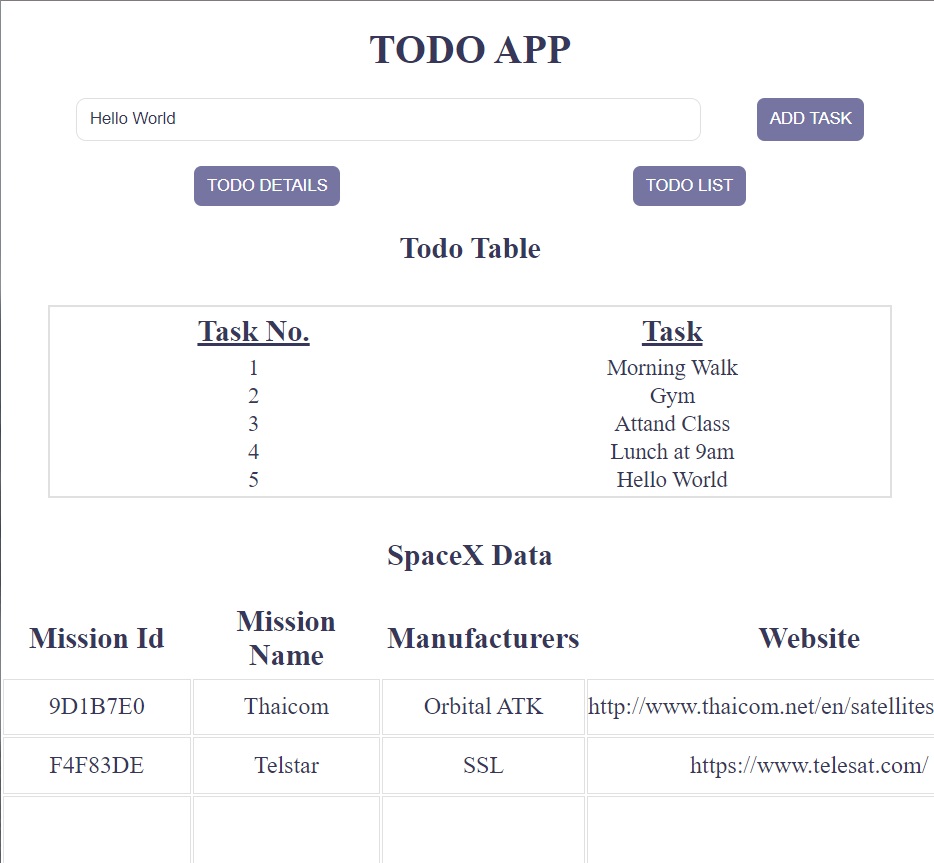 TODO APP
Hello World
ADD TASK
TODO DETAILS
TODO LIST
Todo Table
Task No. Task
1 Morning Walk
2 Gym
3 Attand Class
4 Lunch at 9am
5 Hello World
SpaceX Data
Mission Id Mission Name Manufacturers Website
9D1B7E0 Thaicom Orbital ATK http://www.thaicom.net/en/satellites
F4F83DE Telstar SSL https://www.telesat.com/